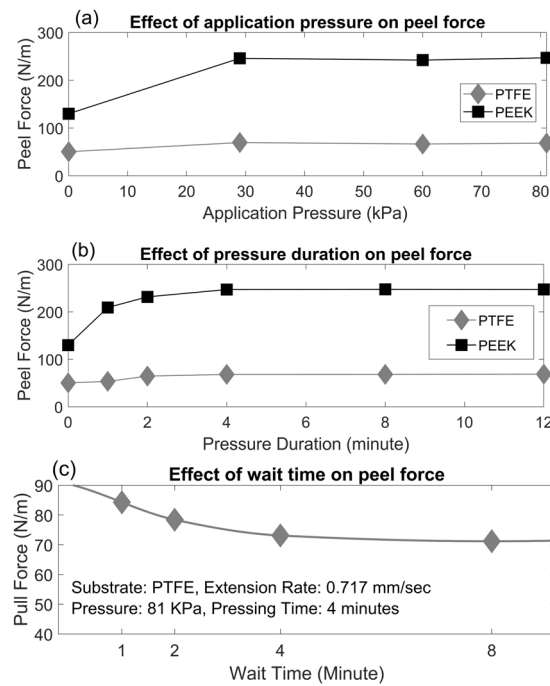 (a)
Effect of application pressure on peel force
300
200
100
0
Peel Force (N/m)
PTFE
PEEK
0 10 20 30 40 50 60 70 80
Application Pressure (kPa)
(b)
Effect of pressure duration on peel force
300
200
100
0
Peel Force (N/m)
PTFE
PEEK
0 2 4 6 8 10 12
Pressure Duration (minute)
(c)
Effect of wait time on peel force
90
80
70
60
50
40
Pull Force (N/m)
Substrate: PTFE, Extension Rate: 0.717 mm/sec
Pressure: 81 KPa, Pressing Time: 4 minutes
1 2 4 8
Wait Time (Minute)